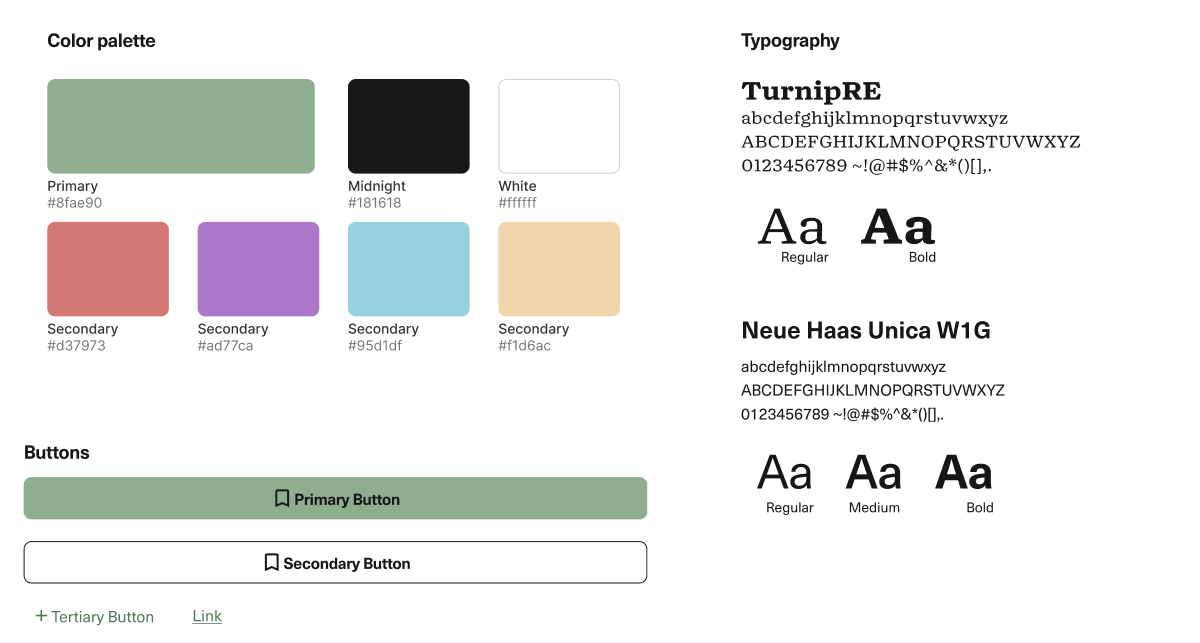 Color palette
Primary
#8fae90
Midnight
#181618
White
#ffffff
Secondary
#d37973
Secondary
#ad77ca
Secondary
#95d1df
Secondary
#f1d6ac
Buttons
Primary Button
Secondary Button
+ Tertiary Button
Link
Typography
TurnipRE
abcdefghijklmnopqrstuvwxyz
ABCDEFGHIJKLMNOPQRSTUVWXYZ
0123456789 ~!@#$%^&*()[],.
Aa
Regular
Aa
Bold
Neue Haas Unica W1G
abcdefghijklmnopqrstuvwxyz
ABCDEFGHIJKLMNOPQRSTUVWXYZ
0123456789 ~!@#$%^&*()[],.
Aa
Regular
Aa
Medium
Aa
Bold